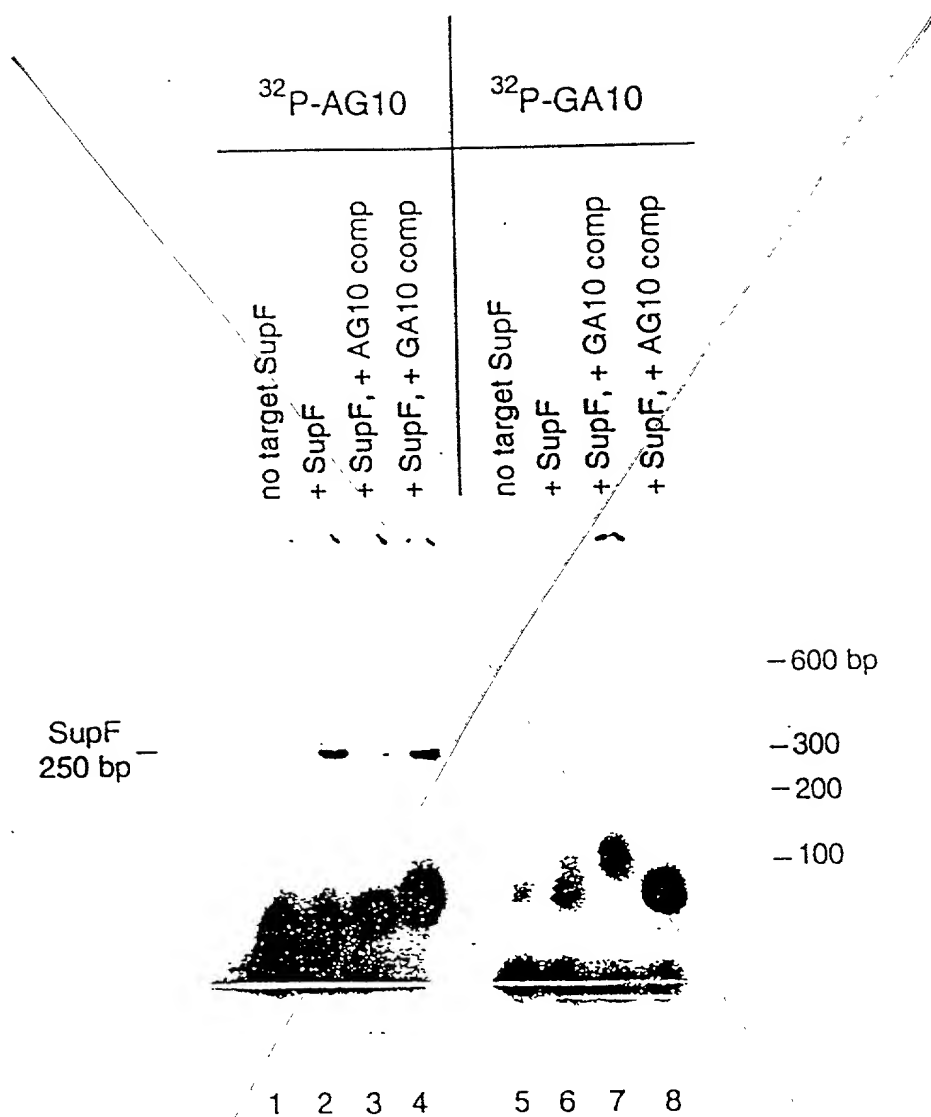 ³²P-AG10
³²P-GA10
no target SupF
+ SupF
+ SupF, + AG10 comp
+ SupF, + GA10 comp
no target SupF
+ SupF
+ SupF, + GA10 comp
+ SupF, + AG10 comp
SupF
250 bp –
– 600 bp
– 300
– 200
– 100
1 2 3 4 5 6 7 8